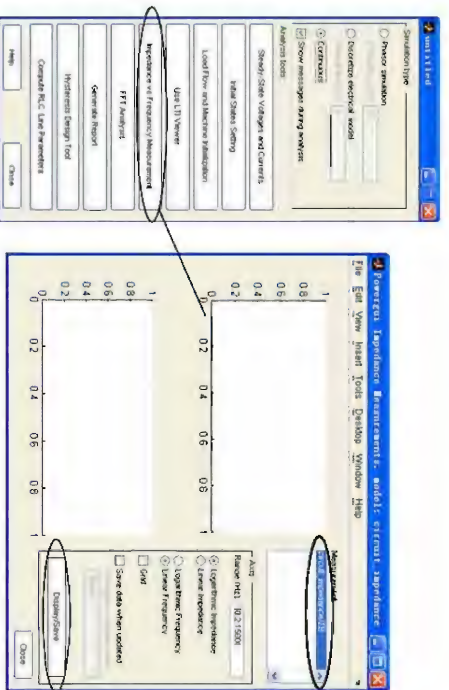 untitled
Simulation type
Phasor simulation
Discretize electrical model
Continuous
Show messages during analysis
Analysis tools
Steady-State Voltages and Currents
Initial States Setting
Load Flow and Machine Initialization
Use LTI Viewer
Impedance vs Frequency Measurement
FFT Analysis
Generate Report
Hysteresis Design Tool
Compute RLC Line Parameters
Help
Close
Powergui Impedance Measurements. model: circuit_impedance
File Edit View Insert Tools Desktop Window Help
1
0.8
0.6
0.4
0.2
0
0 0.2 0.4 0.6 0.8 1
1
0.8
0.6
0.4
0.2
0
0 0.2 0.4 0.6 0.8 1
Measurement
Axis
Range (Hz)
Logarithmic Impedance
Linear Impedance
Logarithmic Frequency
Linear Frequency
Grid
Save data when updated
Display/Save
Close